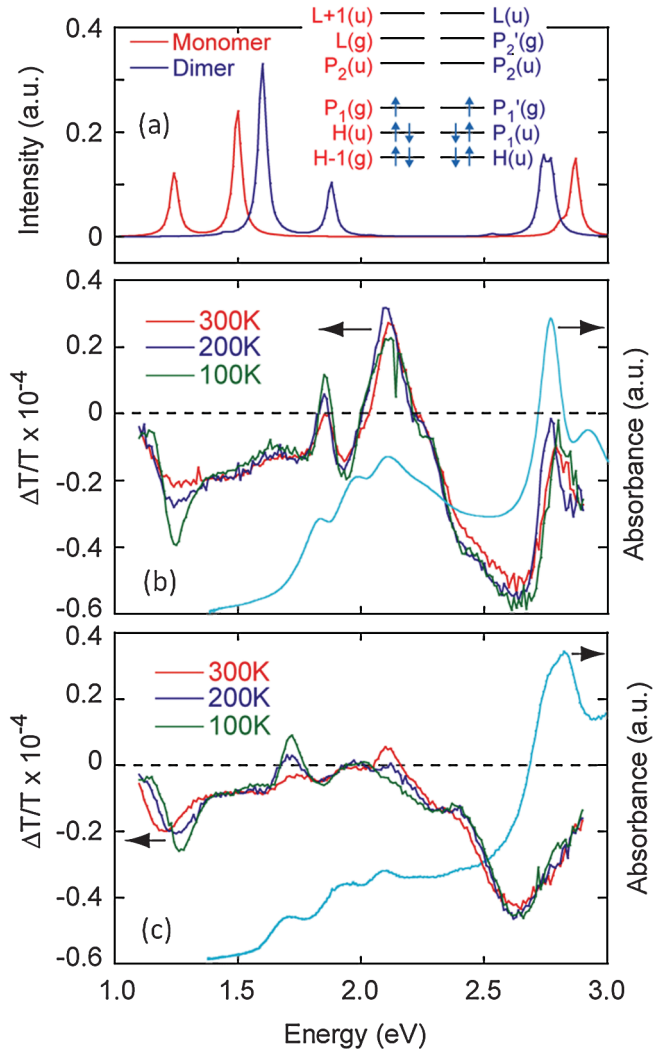 L+1(u) L(u)
0.4
Monomer L(g) P2'(g)
Dimer P2(u) P2(u)
Intensity (a.u.)
0.2
(a)
P1(g) P1'(g)
H(u) P1(u)
H-1(g) H(u)
0
0.4
300K
200K
100K
0.2
0
-0.2
-0.4
-0.6
ΔT/T x 10-4
Absorbance (a.u.)
(b)
0.4
300K
200K
100K
0.2
0
-0.2
-0.4
-0.6
ΔT/T x 10-4
Absorbance (a.u.)
(c)
1.0 1.5 2.0 2.5 3.0
Energy (eV)